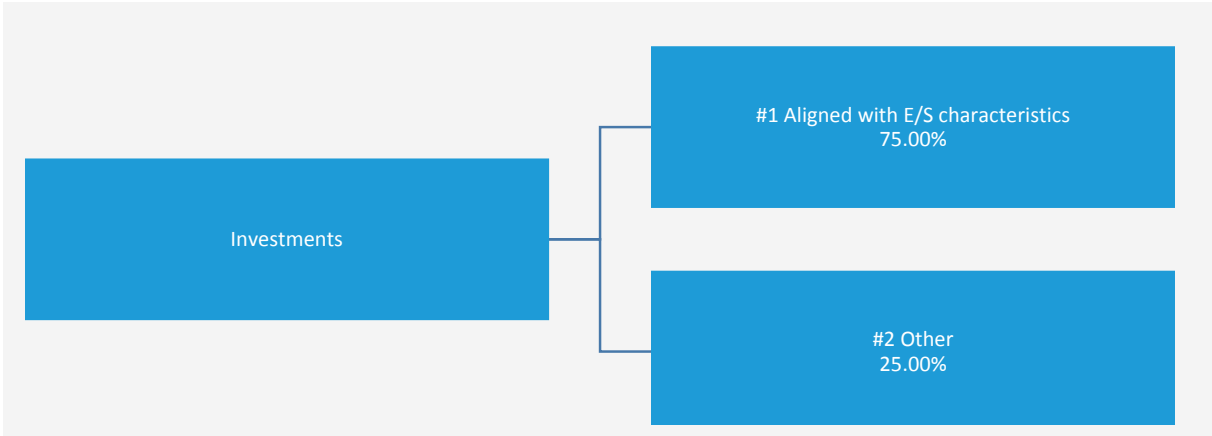 Investments
#1 Aligned with E/S characteristics
75.00%
#2 Other
25.00%